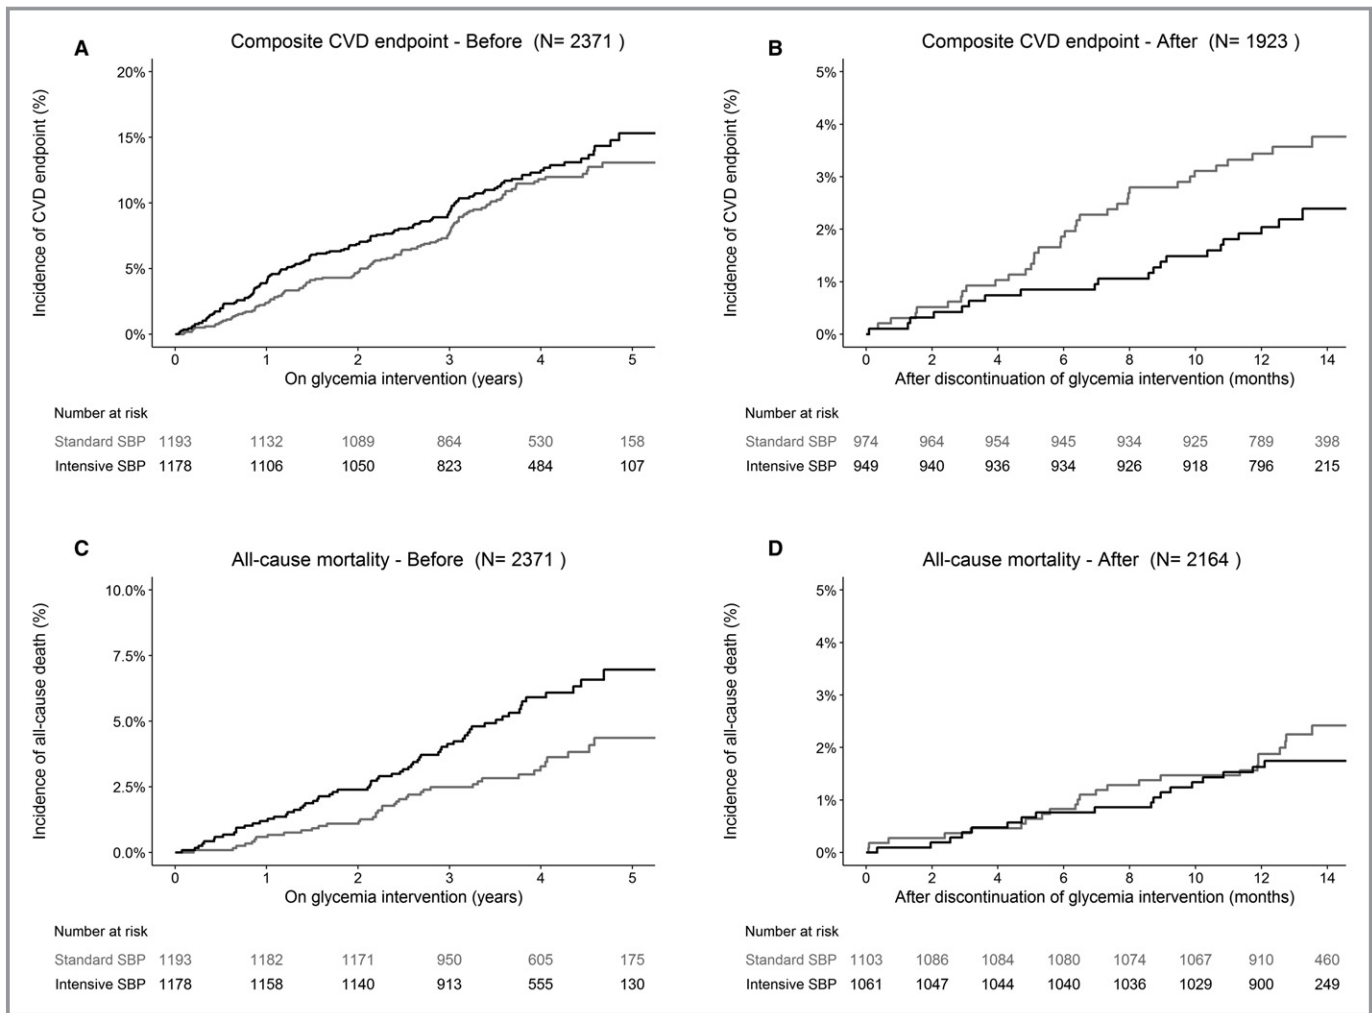 A
Composite CVD endpoint - Before (N= 2371 )
Incidence of CVD endpoint (%)
20%
15%
10%
5%
0%
0 1 2 3 4 5
On glycemia intervention (years)
Number at risk
Standard SBP 1193 1132 1089 864 530 158
Intensive SBP 1178 1106 1050 823 484 107
B
Composite CVD endpoint - After (N= 1923 )
Incidence of CVD endpoint (%)
5%
4%
3%
2%
1%
0%
0 2 4 6 8 10 12 14
After discontinuation of glycemia intervention (months)
Number at risk
Standard SBP 974 964 954 945 934 925 789 398
Intensive SBP 949 940 936 934 926 918 796 215
C
All-cause mortality - Before (N= 2371 )
Incidence of all-cause death (%)
10.0%
7.5%
5.0%
2.5%
0.0%
0 1 2 3 4 5
On glycemia intervention (years)
Number at risk
Standard SBP 1193 1182 1171 950 605 175
Intensive SBP 1178 1158 1140 913 555 130
D
All-cause mortality - After (N= 2164 )
Incidence of all-cause death (%)
5%
4%
3%
2%
1%
0%
0 2 4 6 8 10 12 14
After discontinuation of glycemia intervention (months)
Number at risk
Standard SBP 1103 1086 1084 1080 1074 1067 910 460
Intensive SBP 1061 1047 1044 1040 1036 1029 900 249